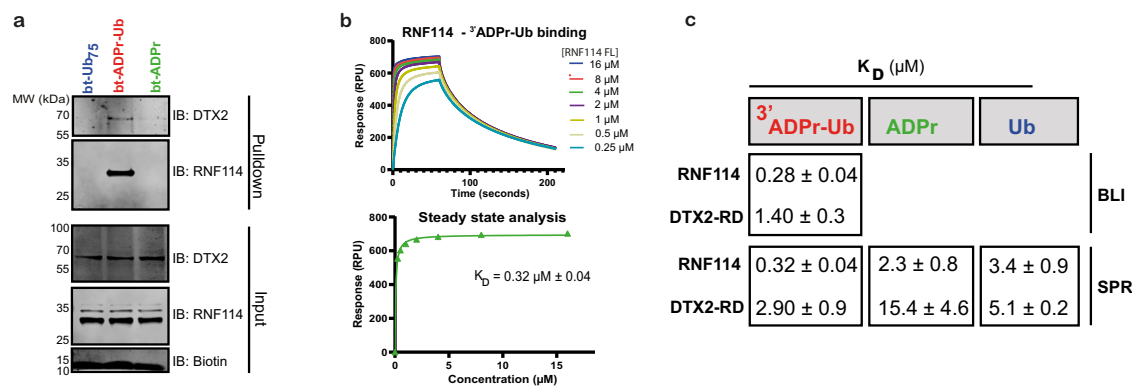 a
bt-Ub75
bt-ADPr-Ub
bt-ADPr
MW (kDa)
70
55
IB: DTX2
35
25
IB: RNF114
Pulldown
100
70
55
IB: DTX2
35
25
IB: RNF114
15
10
IB: Biotin
Input
b
RNF114 - 3'ADPr-Ub binding
Response (RPU)
800
600
400
200
0
0
50
100
150
200
Time (seconds)
[RNF114 FL]
16 µM
8 µM
4 µM
2 µM
1 µM
0.5 µM
0.25 µM
Steady state analysis
Response (RPU)
800
600
400
200
0
KD = 0.32 µM ± 0.04
0
5
10
15
Concentration (µM)
c
KD (µM)
3'ADPr-Ub
ADPr
Ub
RNF114
0.28 ± 0.04
DTX2-RD
1.40 ± 0.3
BLI
RNF114
0.32 ± 0.04
2.3 ± 0.8
3.4 ± 0.9
DTX2-RD
2.90 ± 0.9
15.4 ± 4.6
5.1 ± 0.2
SPR